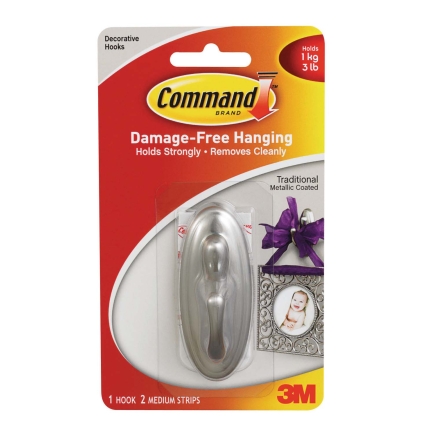 Decorative
Hooks
Holds
1 kg
3 lb
Command™
BRAND
Damage-Free Hanging
Holds Strongly • Removes Cleanly
Traditional
Metallic Coated
1 HOOK 2 MEDIUM STRIPS
3M